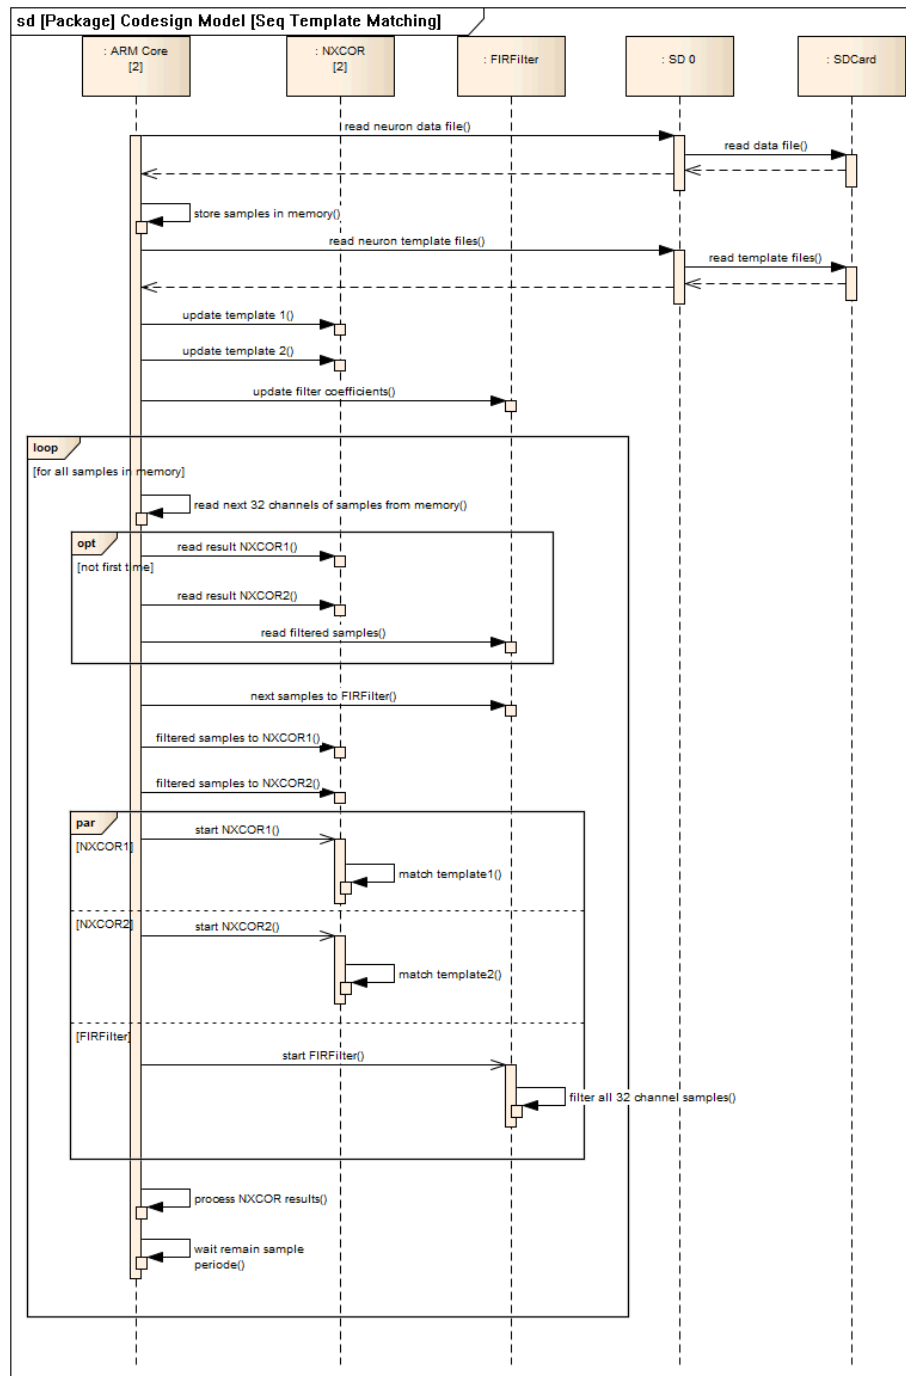 sd [Package] Codesign Model [Seq Template Matching]
: ARM Core
[2]
: NXCOR
[2]
: FIRFilter
: SD 0
: SDCard
read neuron data file()
read data file()
store samples in memory()
read neuron template files()
read template files()
update template 1()
update template 2()
update filter coefficients()
loop
[for all samples in memory]
read next 32 channels of samples from memory()
opt
[not first time]
read result NXCOR1()
read result NXCOR2()
read filtered samples()
next samples to FIRFilter()
filtered samples to NXCOR1()
filtered samples to NXCOR2()
par
[NXCOR1]
start NXCOR1()
match template1()
[NXCOR2]
start NXCOR2()
match template2()
[FIRFilter]
start FIRFilter()
filter all 32 channel samples()
process NXCOR results()
wait remain sample
periode()